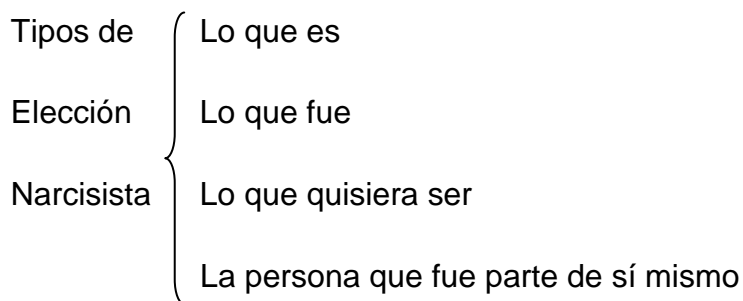 Tipos de Lo que es
Elección Lo que fue
Narcisista Lo que quisiera ser
La persona que fue parte de sí mismo